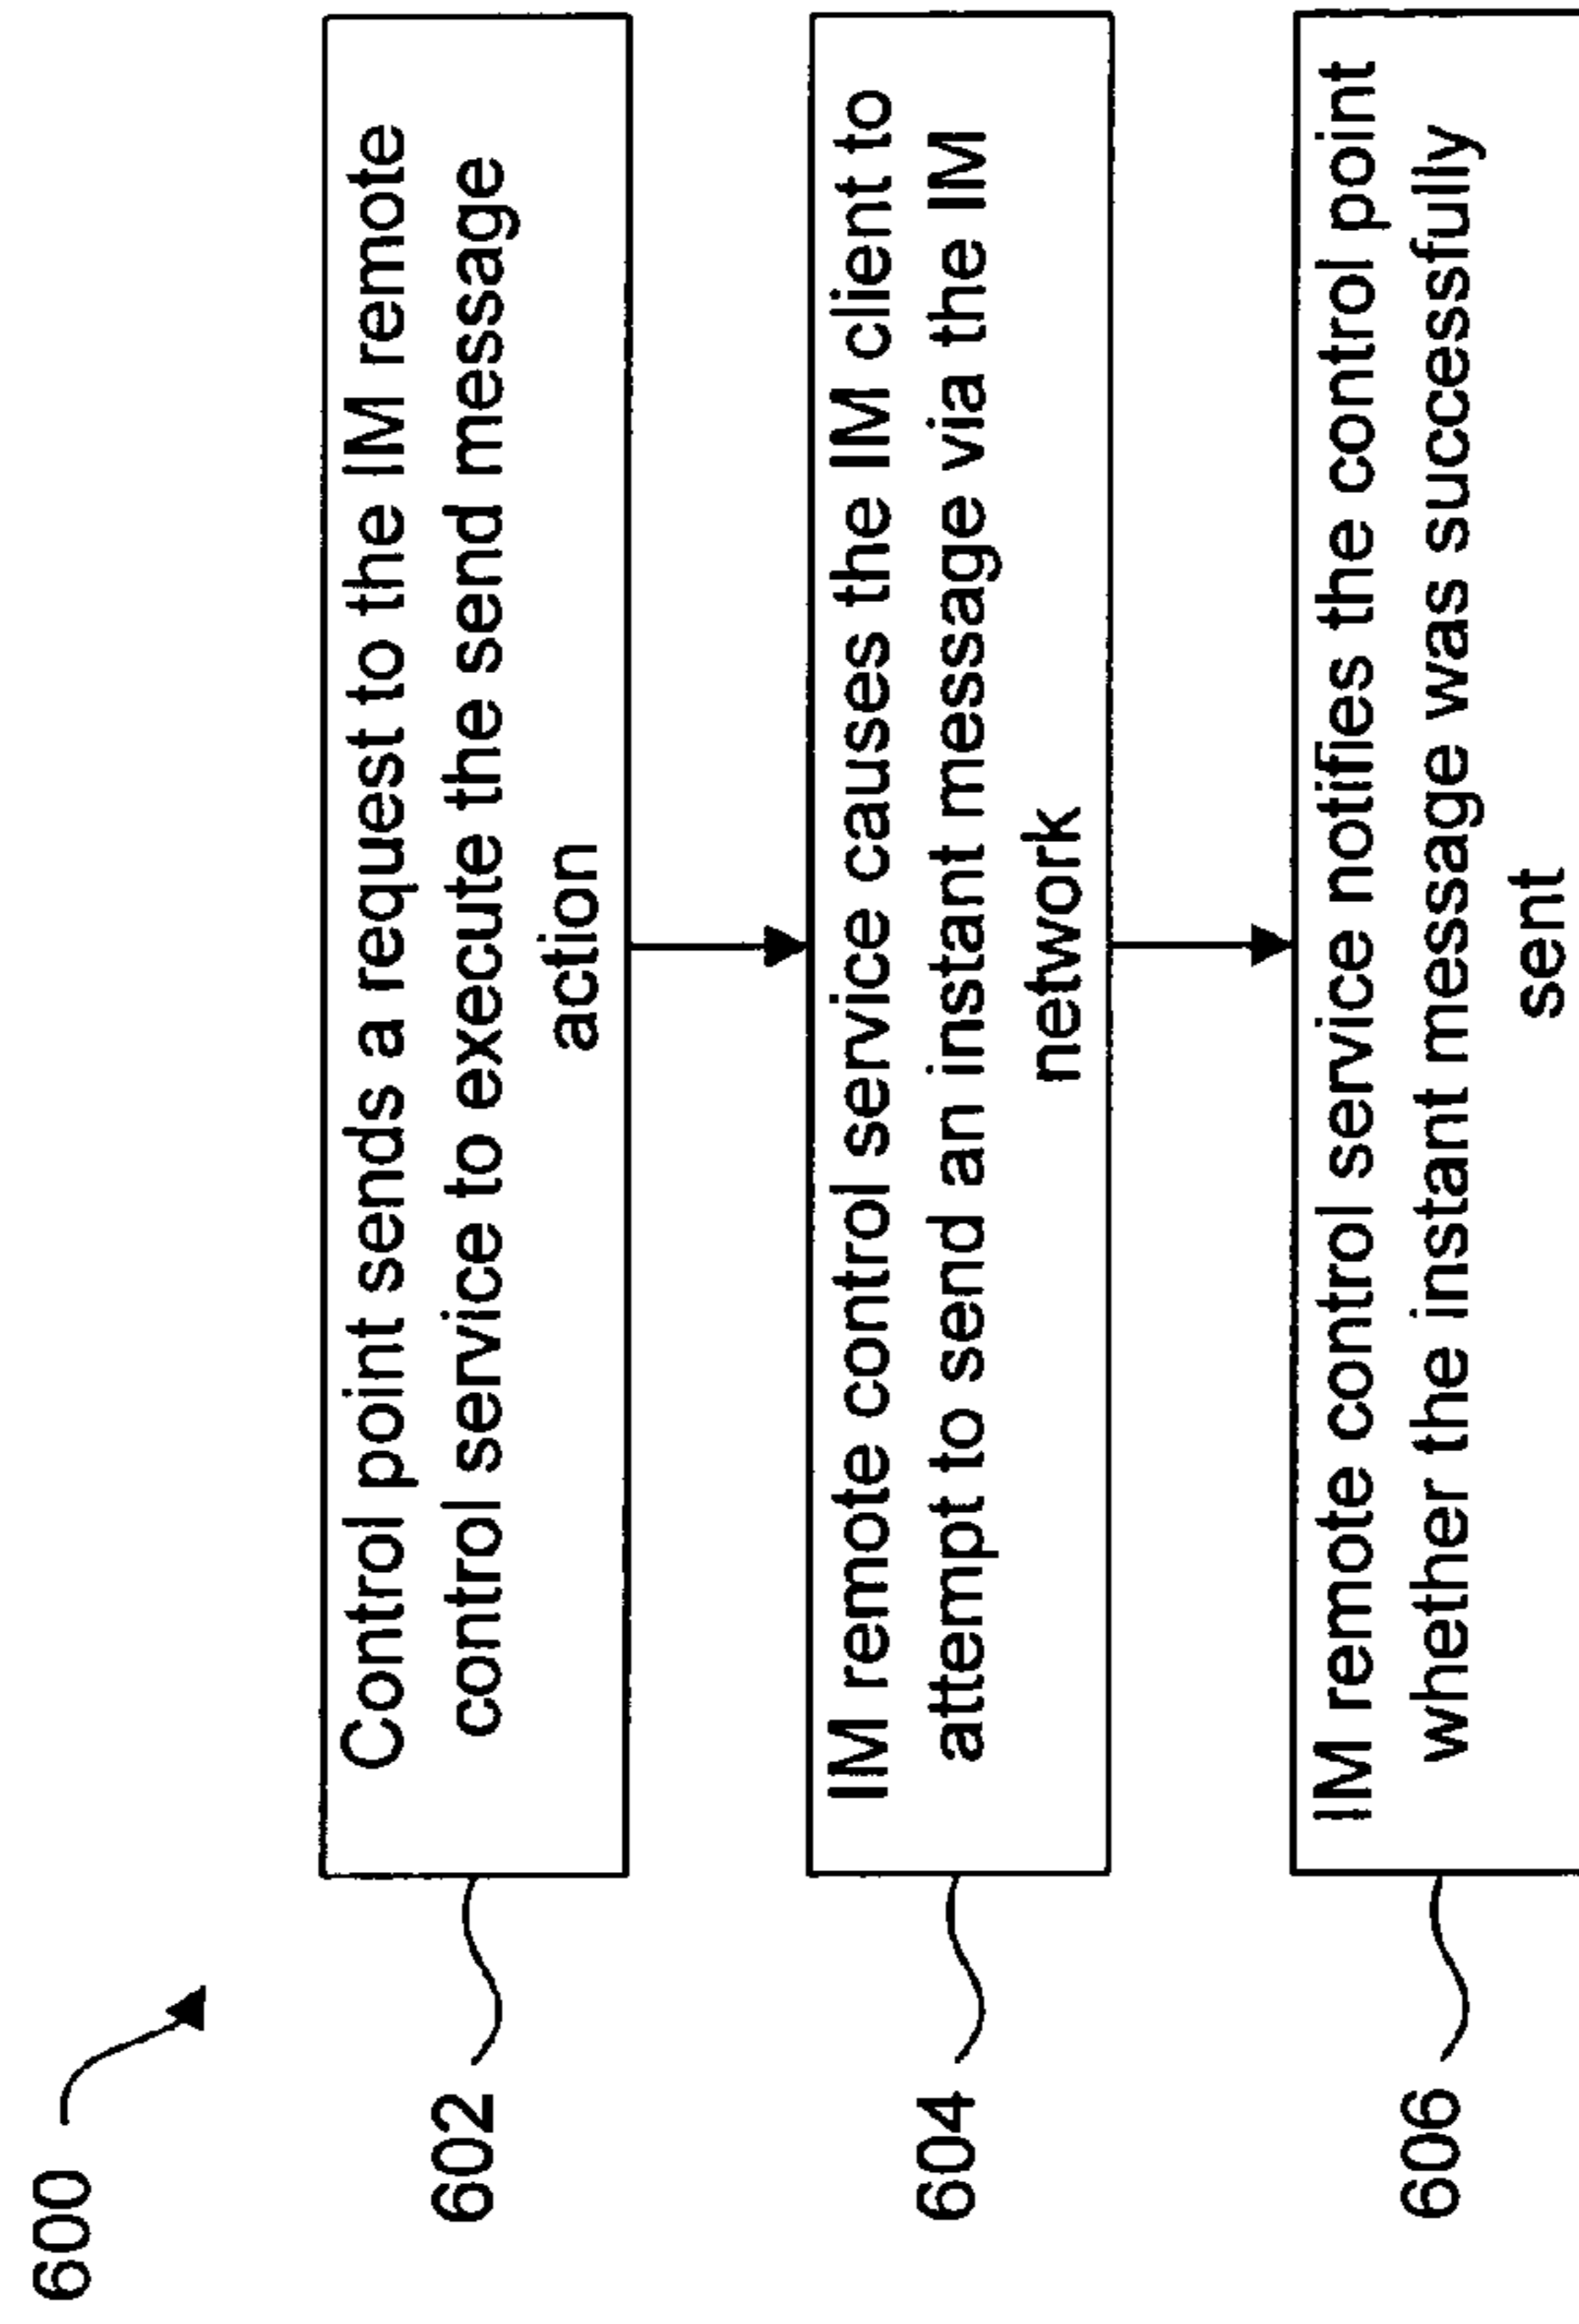 600
602
Control point sends a request to the IM remote
control service to execute the send message
action
604
IM remote control service causes the IM client to
attempt to send an instant message via the IM
network
606
IM remote control service notifies the control point
whether the instant message was successfully
sent